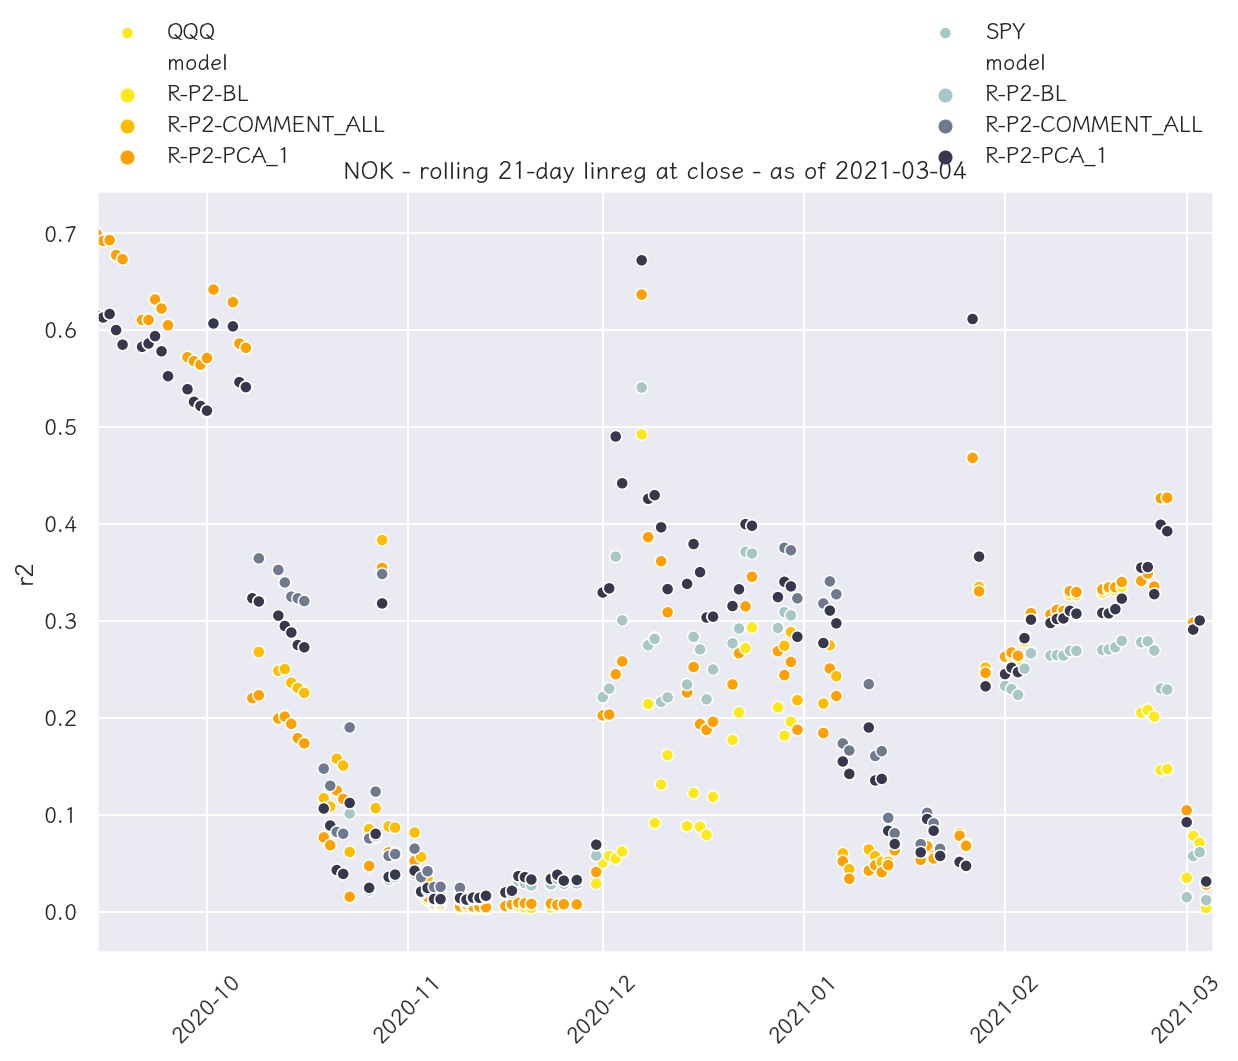 QQQ
model
R-P2-BL
R-P2-COMMENT_ALL
R-P2-PCA_1
SPY
model
R-P2-BL
R-P2-COMMENT_ALL
R-P2-PCA_1
NOK - rolling 21-day linreg at close - as of 2021-03-04
r2
0.7
0.6
0.5
0.4
0.3
0.2
0.1
0.0
2020-10
2020-11
2020-12
2021-01
2021-02
2021-03